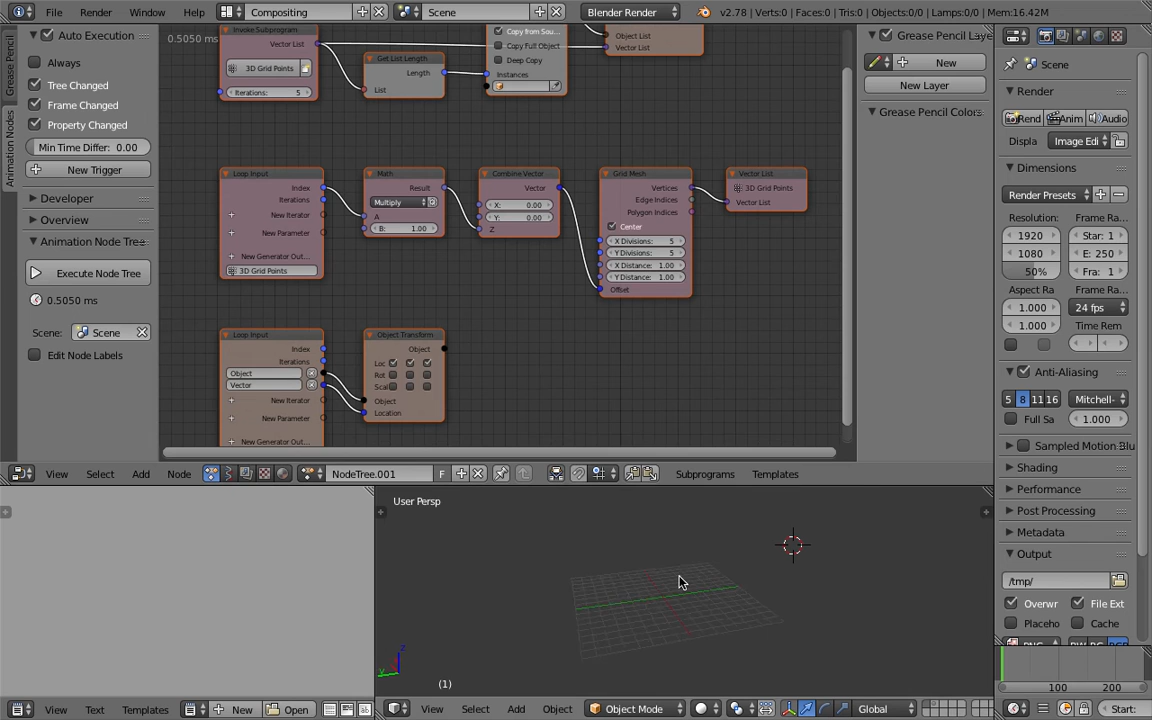 File
Render
Window
Help
Compositing
Scene
Blender Render
v2.78 | Verts:0 | Faces:0 | Tris:0 | Objects:0/0 | Lamps:0/0 | Mem:16.42M
Grease Pencil
Animation Nodes
Auto Execution
Always
Tree Changed
Frame Changed
Property Changed
Min Time Differ: 0.00
New Trigger
Developer
Overview
Animation Node Tree
Execute Node Tree
0.5050 ms
Scene:
Scene
Edit Node Labels
0.5050 ms
Invoke Subprogram
Vector List
3D Grid Points
Iterations: 5
Get List Length
Length
List
Copy from Sou...
Copy Full Object
Deep Copy
Instances
Object List
Vector List
Loop Input
Index
Iterations
New Iterator
New Parameter
New Generator Out...
3D Grid Points
Math
Result
Multiply
A
B: 1.00
Combine Vector
Vector
X: 0.00
Y: 0.00
Z
Grid Mesh
Vertices
Edge Indices
Polygon Indices
Center
X Divisions: 5
Y Divisions: 5
X Distance: 1.00
Y Distance: 1.00
Offset
Vector List
3D Grid Points
Vector List
Loop Input
Index
Iterations
Object
Vector
New Iterator
New Parameter
New Generator Out...
Object Transform
Object
Loc
Rot
Scal
Object
Location
View
Select
Add
Node
NodeTree.001
F
Subprograms
Templates
Grease Pencil Laye
New
New Layer
Grease Pencil Colors
Scene
Render
Rend
Anim
Audio
Displa
Image Edi
Dimensions
Render Presets
Resolution:
Frame Ra
1920
Star: 1
1080
E: 250
50%
Fra: 1
Aspect Ra
Frame Ra
1.000
24 fps
1.000
Time Rem
Anti-Aliasing
5
8
11
16
Mitchell-
Full Sa
1.000
Sampled Motion Blu
Shading
Performance
Post Processing
Metadata
Output
/tmp/
Overwr
File Ext
Placeho
Cache
User Persp
z
y
(1)
View
Text
Templates
New
Open
View
Select
Add
Object
Object Mode
Global
100
200
Start: